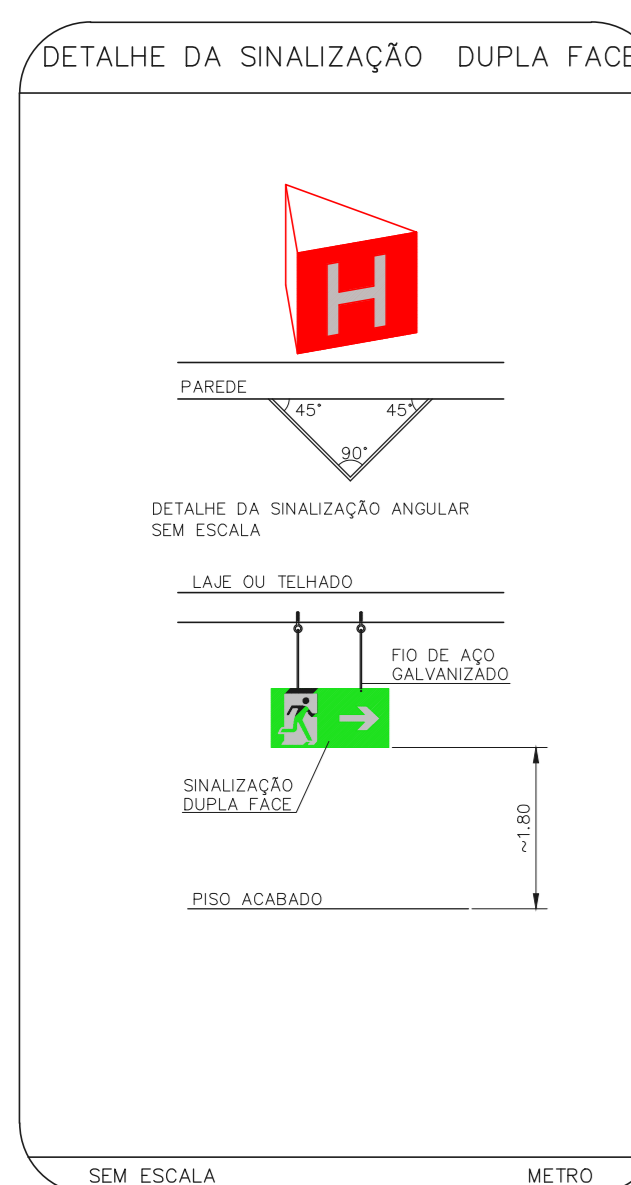 DETALHE DA SINALIZAÇÃO DUPLA FACE
H
PAREDE
45°
45°
90°
DETALHE DA SINALIZAÇÃO ANGULAR
SEM ESCALA
LAJE OU TELHADO
FIO DE AÇO
GALVANIZADO
SINALIZAÇÃO
DUPLA FACE
~1.80
PISO ACABADO
SEM ESCALA
METRO